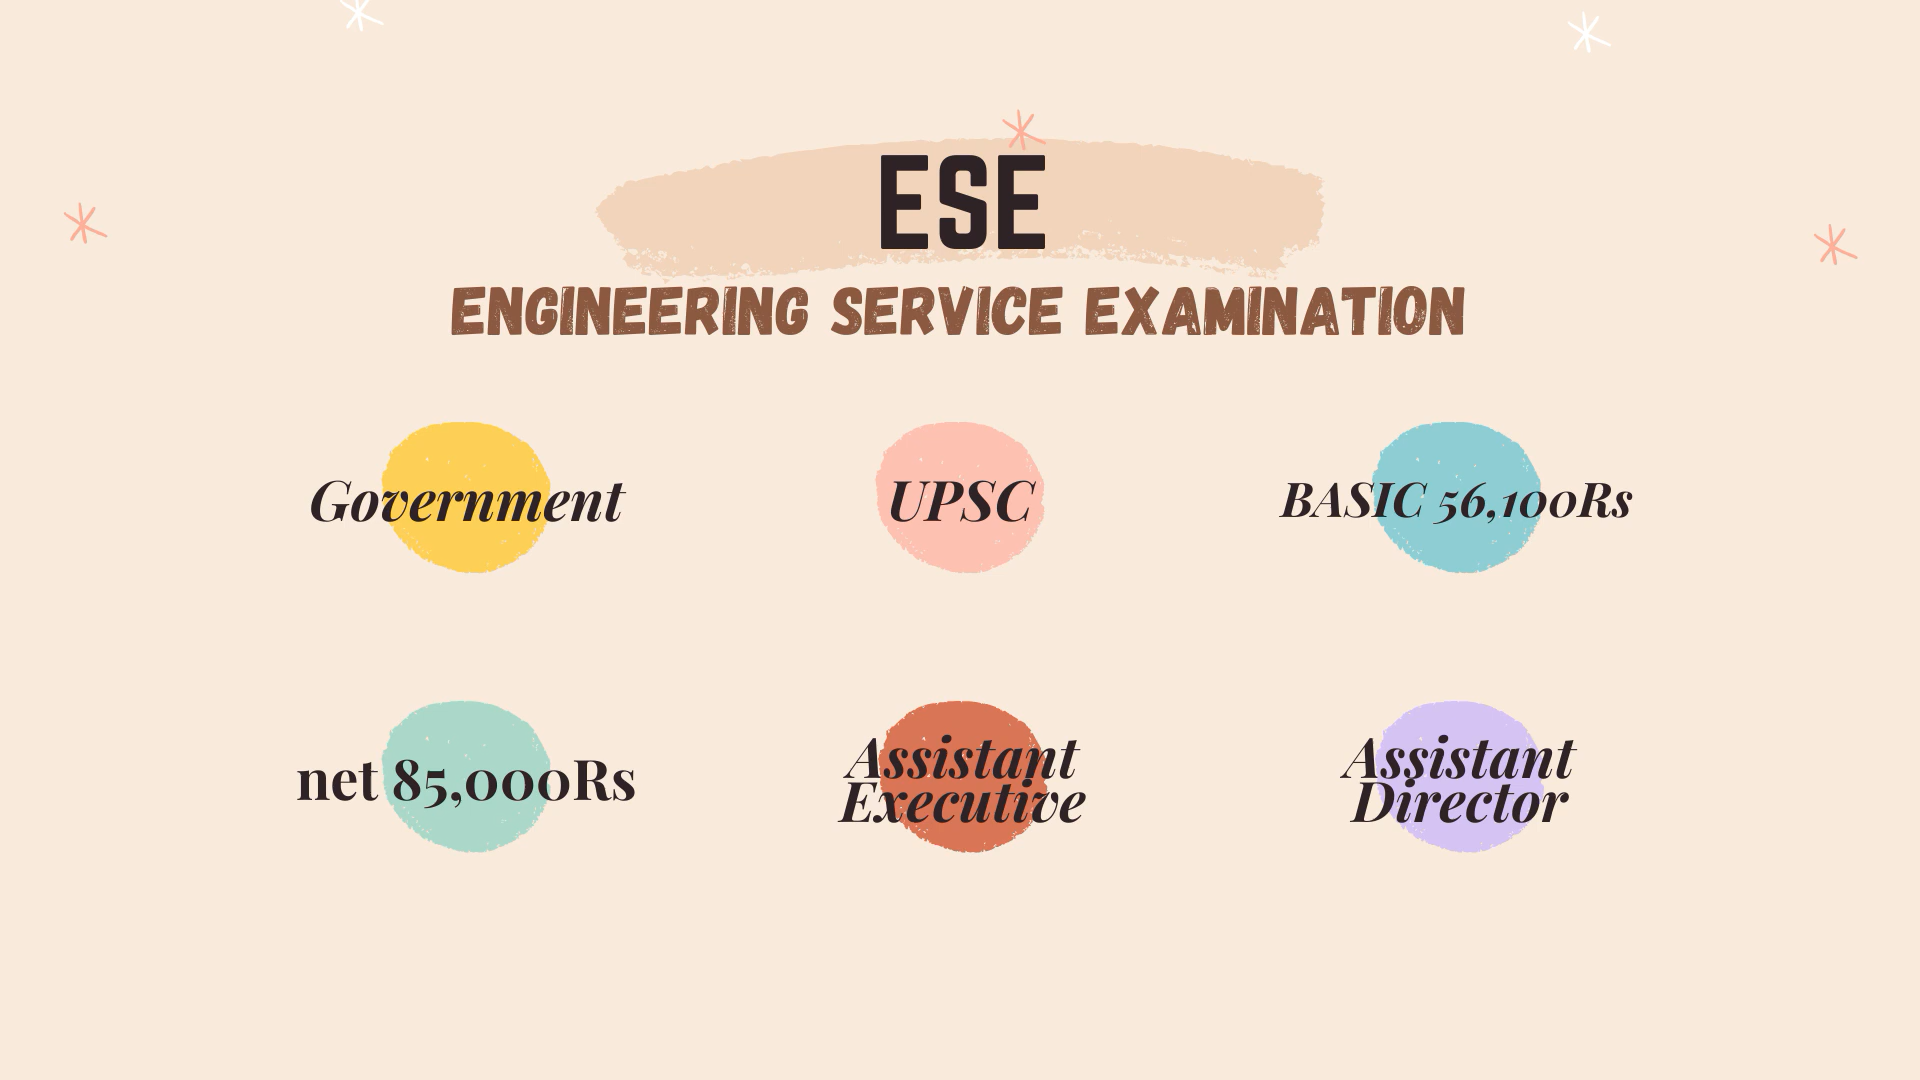 ESE
ENGINEERING SERVICE EXAMINATION
Government
UPSC
BASIC 56,100Rs
net 85,000Rs
Assistant
Executive
Assistant
Director